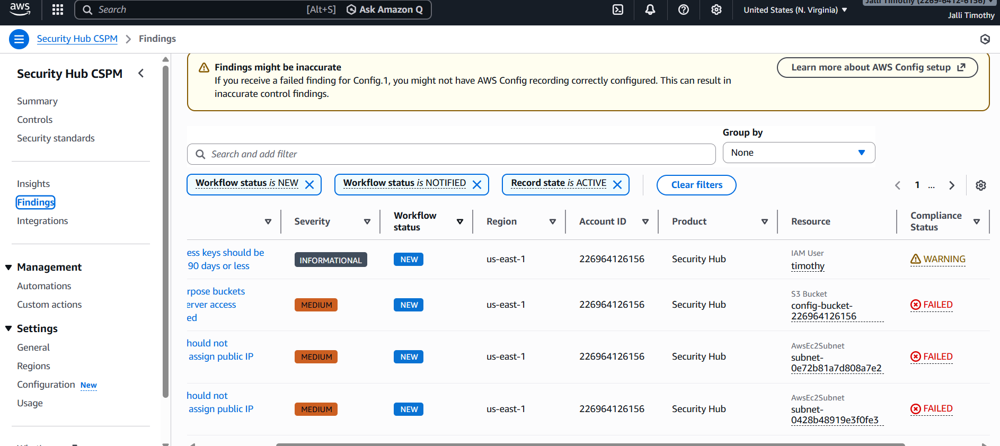 aws
Search
[Alt+S]
Ask Amazon Q
United States (N. Virginia)
Jalli Timothy (2269-6412-6156)
Jalli Timothy
Security Hub CSPM
Findings
Security Hub CSPM
Summary
Controls
Security standards
Insights
Findings
Integrations
Management
Automations
Custom actions
Settings
General
Regions
Configuration New
Usage
Findings might be inaccurate
If you receive a failed finding for Config.1, you might not have AWS Config recording correctly configured. This can result in
inaccurate control findings.
Learn more about AWS Config setup
Group by
Search and add filter
None
Workflow status is NEW
Workflow status is NOTIFIED
Record state is ACTIVE
Clear filters
1 ...
Severity
Workflow
status
Region
Account ID
Product
Resource
Compliance
Status
ess keys should be
90 days or less
INFORMATIONAL
NEW
us-east-1
226964126156
Security Hub
IAM User
timothy
WARNING
rpose buckets
erver access
ed
MEDIUM
NEW
us-east-1
226964126156
Security Hub
S3 Bucket
config-bucket-
226964126156
FAILED
hould not
assign public IP
MEDIUM
NEW
us-east-1
226964126156
Security Hub
AwsEc2Subnet
subnet-
0e72b81a7d808a7e2
FAILED
hould not
assign public IP
MEDIUM
NEW
us-east-1
226964126156
Security Hub
AwsEc2Subnet
subnet-
0428b48919e3f0fe3
FAILED